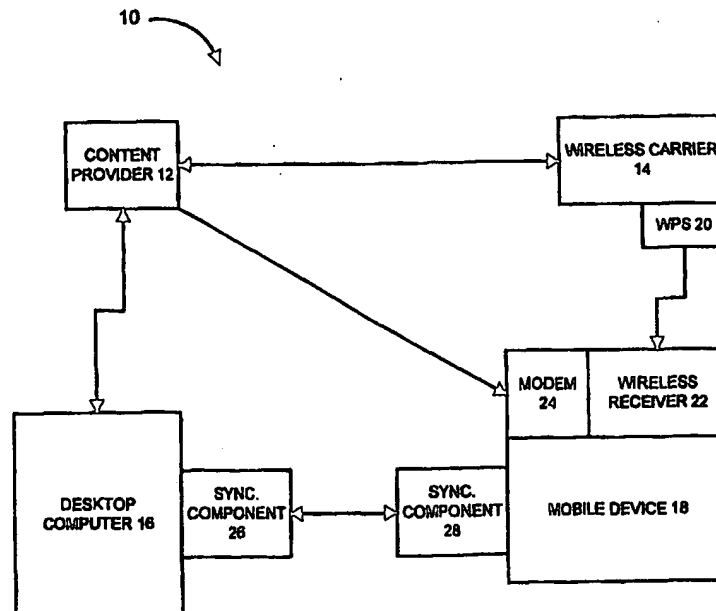 10
CONTENT
PROVIDER 12
WIRELESS CARRIER
14
WPS 20
MODEM
24
WIRELESS
RECEIVER 22
DESKTOP
COMPUTER 16
SYNC.
COMPONENT
26
SYNC.
COMPONENT
28
MOBILE DEVICE 18